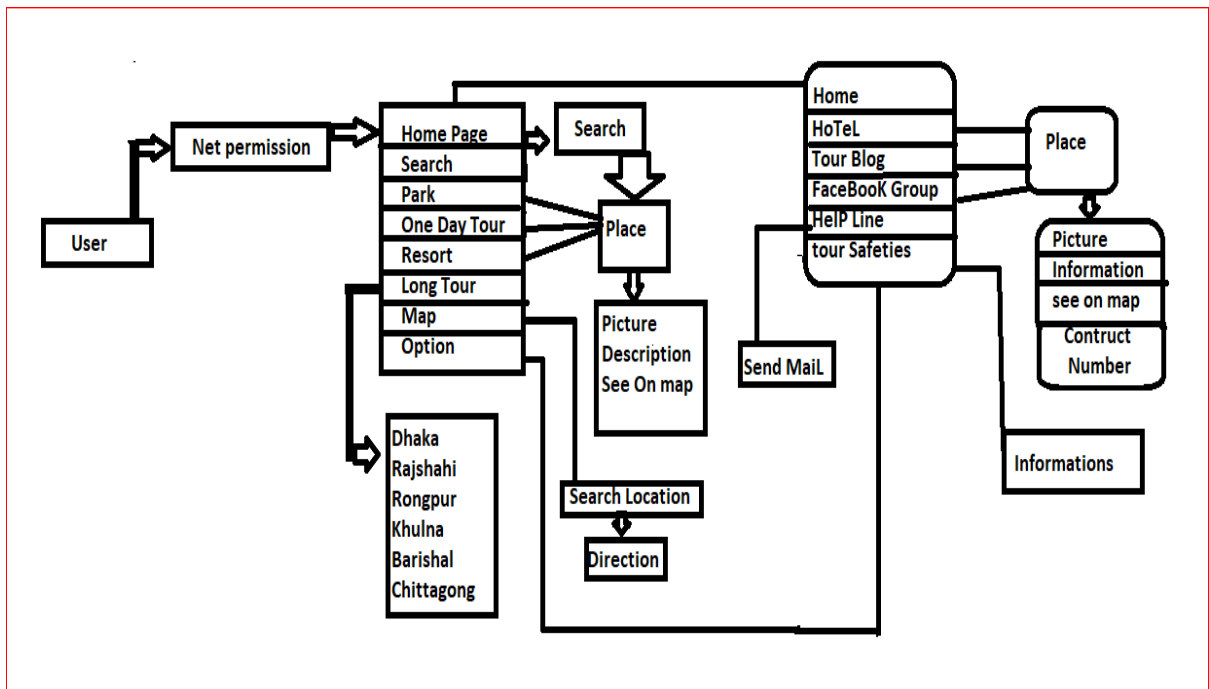 User
Net permission
Home Page
Search
Park
One Day Tour
Resort
Long Tour
Map
Option
Dhaka
Rajshahi
Rongpur
Khulna
Barishal
Chittagong
Search
Place
Picture
Description
See On map
Search Location
Direction
Home
HoTeL
Tour Blog
FaceBooK Group
HelP Line
tour Safeties
Send MaiL
Place
Picture
Information
see on map
Contruct
Number
Informations